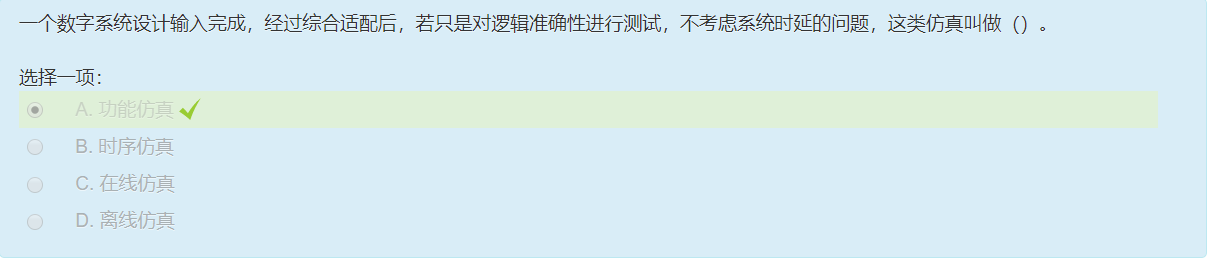 一个数字系统设计输入完成，经过综合适配后，若只是对逻辑准确性进行测试，不考虑系统时延的问题，这类仿真叫做（）。
选择一项：
A. 功能仿真
B. 时序仿真
C. 在线仿真
D. 离线仿真